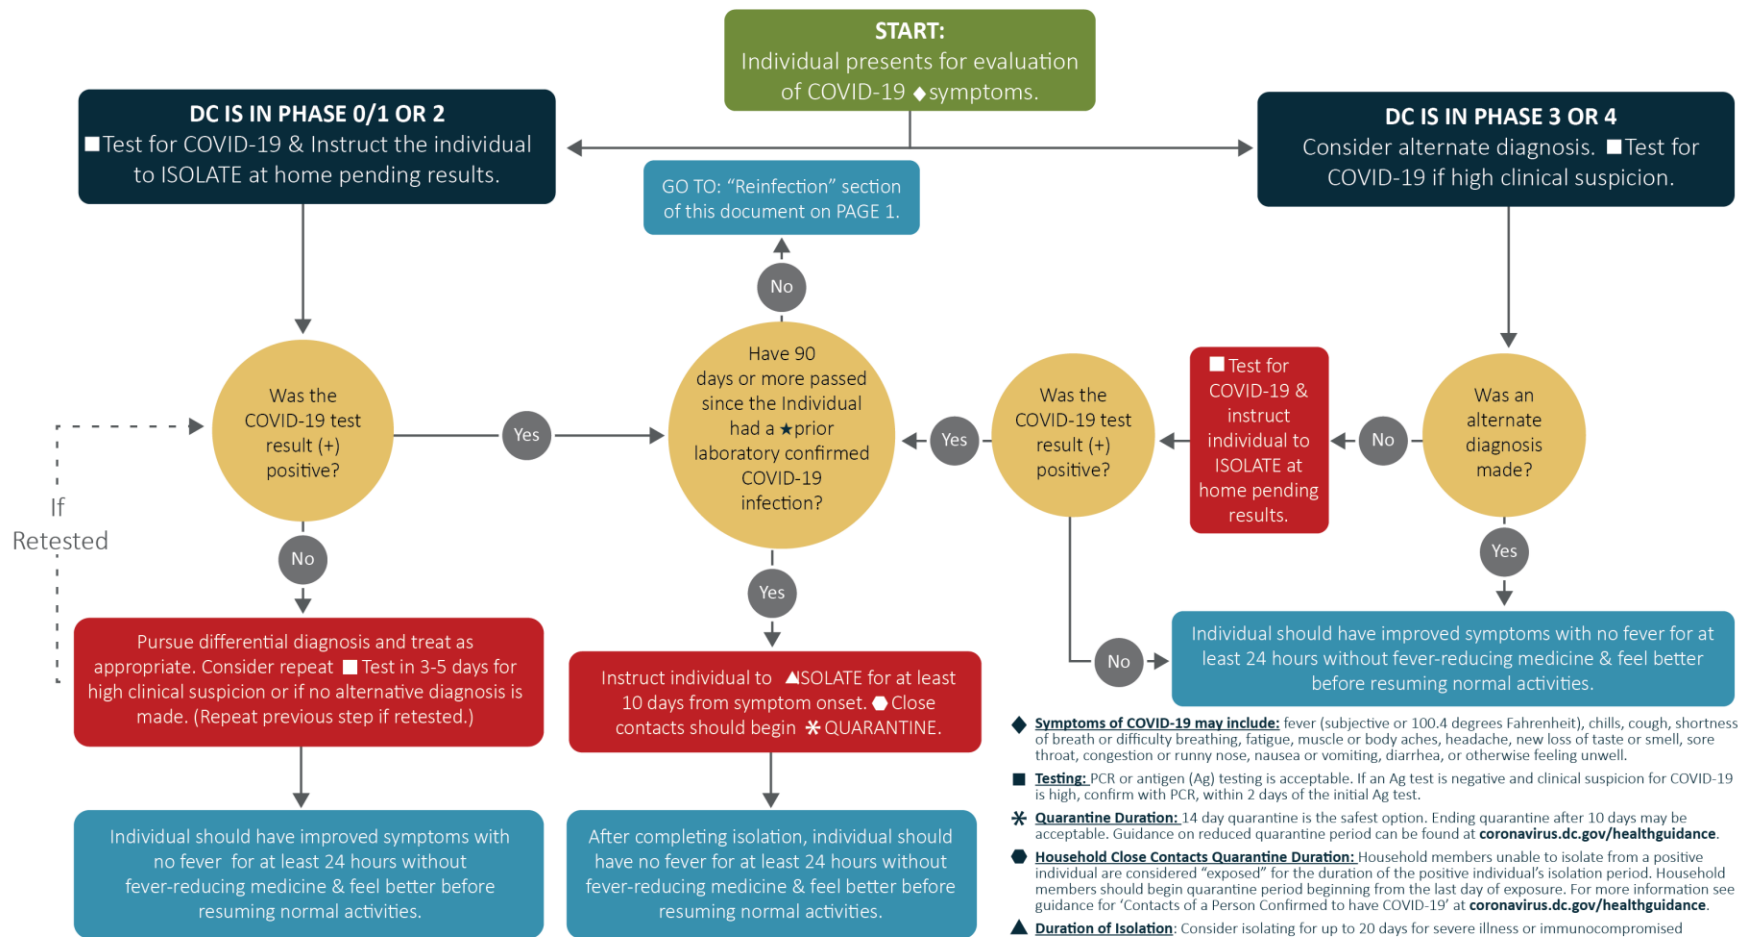 START:
Individual presents for evaluation
of COVID-19 ◆symptoms.
DC IS IN PHASE 0/1 OR 2
■Test for COVID-19 & Instruct the individual
to ISOLATE at home pending results.
DC IS IN PHASE 3 OR 4
Consider alternate diagnosis. ■Test for
COVID-19 if high clinical suspicion.
GO TO: “Reinfection” section
of this document on PAGE 1.
No
Was the
COVID-19 test
result (+)
positive?
Yes
Have 90
days or more passed
since the Individual
had a ★prior
laboratory confirmed
COVID-19
infection?
Yes
Was the
COVID-19 test
result (+)
positive?
■Test for
COVID-19 &
instruct
individual to
ISOLATE at
home pending
results.
No
Was an
alternate
diagnosis
made?
If
Retested
No
Yes
No
Yes
Pursue differential diagnosis and treat as
appropriate. Consider repeat ■Test in 3-5 days for
high clinical suspicion or if no alternative diagnosis is
made. (Repeat previous step if retested.)
Instruct individual to ▲ISOLATE for at least
10 days from symptom onset. ⬣Close
contacts should begin ✱QUARANTINE.
Individual should have improved symptoms with no fever for at
least 24 hours without fever-reducing medicine & feel better
before resuming normal activities.
Individual should have improved symptoms with
no fever for at least 24 hours without
fever-reducing medicine & feel better before
resuming normal activities.
After completing isolation, individual should
have no fever for at least 24 hours without
fever-reducing medicine & feel better before
resuming normal activities.
◆ Symptoms of COVID-19 may include: fever (subjective or 100.4 degrees Fahrenheit), chills, cough, shortness
of breath or difficulty breathing, fatigue, muscle or body aches, headache, new loss of taste or smell, sore
throat, congestion or runny nose, nausea or vomiting, diarrhea, or otherwise feeling unwell.
■ Testing: PCR or antigen (Ag) testing is acceptable. If an Ag test is negative and clinical suspicion for COVID-19
is high, confirm with PCR, within 2 days of the initial Ag test.
✱ Quarantine Duration: 14 day quarantine is the safest option. Ending quarantine after 10 days may be
acceptable. Guidance on reduced quarantine period can be found at coronavirus.dc.gov/healthguidance.
⬣ Household Close Contacts Quarantine Duration: Household members unable to isolate from a positive
individual are considered “exposed” for the duration of the positive individual’s isolation period. Household
members should begin quarantine period beginning from the last day of exposure. For more information see
guidance for ‘Contacts of a Person Confirmed to have COVID-19’ at coronavirus.dc.gov/healthguidance.
▲ Duration of Isolation: Consider isolating for up to 20 days for severe illness or immunocompromised